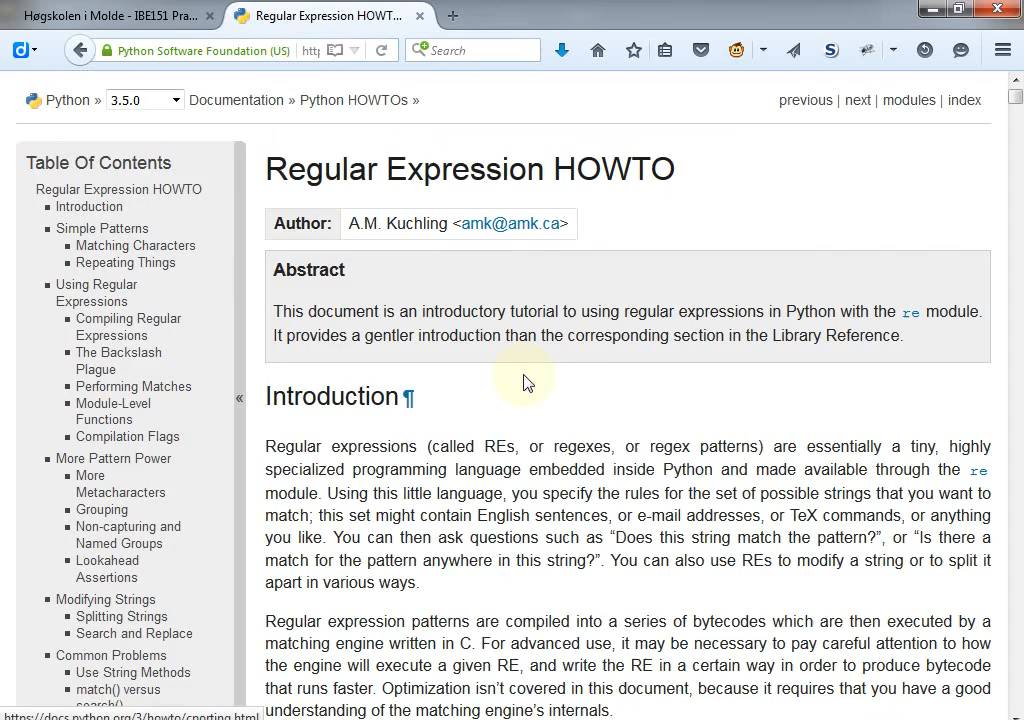 Høgskolen i Molde - IBE151 Pra...
Regular Expression HOWT...
Python Software Foundation (US)
Search
Python » 3.5.0 Documentation » Python HOWTOs »
previous | next | modules | index
Table Of Contents
Regular Expression HOWTO
Introduction
Simple Patterns
Matching Characters
Repeating Things
Using Regular
Expressions
Compiling Regular
Expressions
The Backslash
Plague
Performing Matches
Module-Level
Functions
Compilation Flags
More Pattern Power
More
Metacharacters
Grouping
Non-capturing and
Named Groups
Lookahead
Assertions
Modifying Strings
Splitting Strings
Search and Replace
Common Problems
Use String Methods
match() versus
search()
«
Regular Expression HOWTO
Author: A.M. Kuchling <amk@amk.ca>
Abstract
This document is an introductory tutorial to using regular expressions in Python with the re module.
It provides a gentler introduction than the corresponding section in the Library Reference.
Introduction¶
Regular expressions (called REs, or regexes, or regex patterns) are essentially a tiny, highly
specialized programming language embedded inside Python and made available through the re
module. Using this little language, you specify the rules for the set of possible strings that you want to
match; this set might contain English sentences, or e-mail addresses, or TeX commands, or anything
you like. You can then ask questions such as “Does this string match the pattern?”, or “Is there a
match for the pattern anywhere in this string?”. You can also use REs to modify a string or to split it
apart in various ways.
Regular expression patterns are compiled into a series of bytecodes which are then executed by a
matching engine written in C. For advanced use, it may be necessary to pay careful attention to how
the engine will execute a given RE, and write the RE in a certain way in order to produce bytecode
that runs faster. Optimization isn’t covered in this document, because it requires that you have a good
understanding of the matching engine’s internals.
https://docs.python.org/3/howto/cporting.html